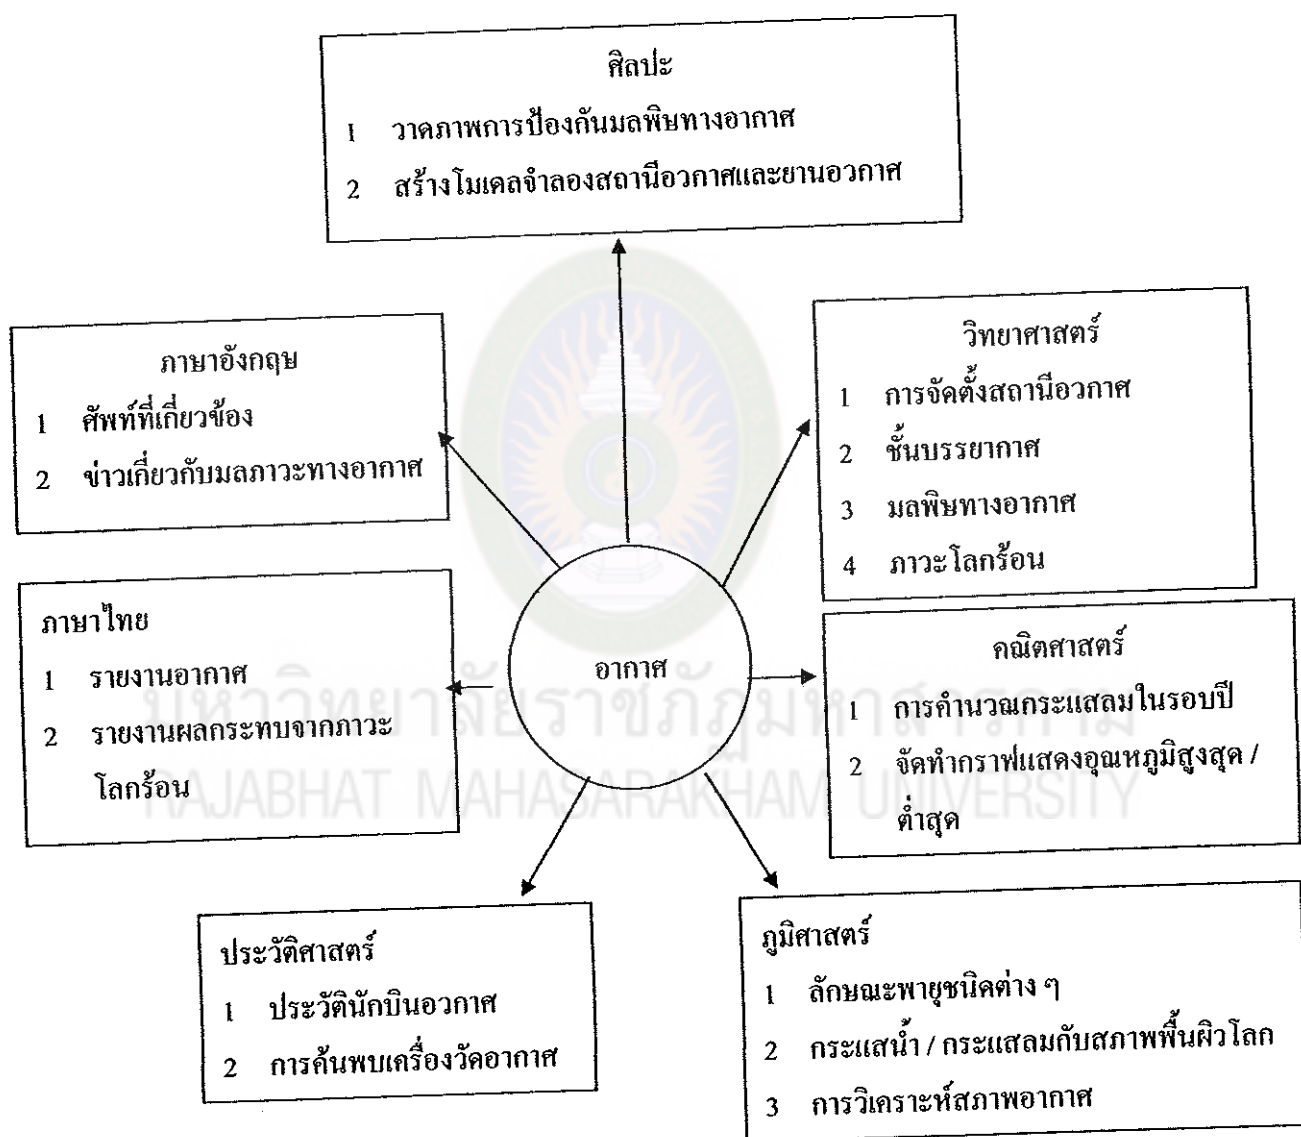 ศิลปะ
1 วาดภาพการป้องกันมลพิษทางอากาศ
2 สร้างโมเดลจำลองสถานีอวกาศและยานอวกาศ
ภาษาอังกฤษ
1 ศัพท์ที่เกี่ยวข้อง
2 ข่าวเกี่ยวกับมลภาวะทางอากาศ
วิทยาศาสตร์
1 การจัดตั้งสถานีอวกาศ
2 ชั้นบรรยากาศ
3 มลพิษทางอากาศ
4 ภาวะโลกร้อน
ภาษาไทย
1 รายงานอากาศ
2 รายงานผลกระทบจากภาวะ
โลกร้อน
อากาศ
คณิตศาสตร์
1 การคำนวณกระแสลมในรอบปี
2 จัดทำกราฟแสดงอุณหภูมิสูงสุด /
ต่ำสุด
มหาวิทยาลัยราชภัฏมหาสารคาม
RAJABHAT MAHASARAKHAM UNIVERSITY
ประวัติศาสตร์
1 ประวัตินักบินอวกาศ
2 การค้นพบเครื่องวัดอากาศ
ภูมิศาสตร์
1 ลักษณะพายุชนิดต่าง ๆ
2 กระแสน้ำ / กระแสลมกับสภาพพื้นผิวโลก
3 การวิเคราะห์สภาพอากาศ